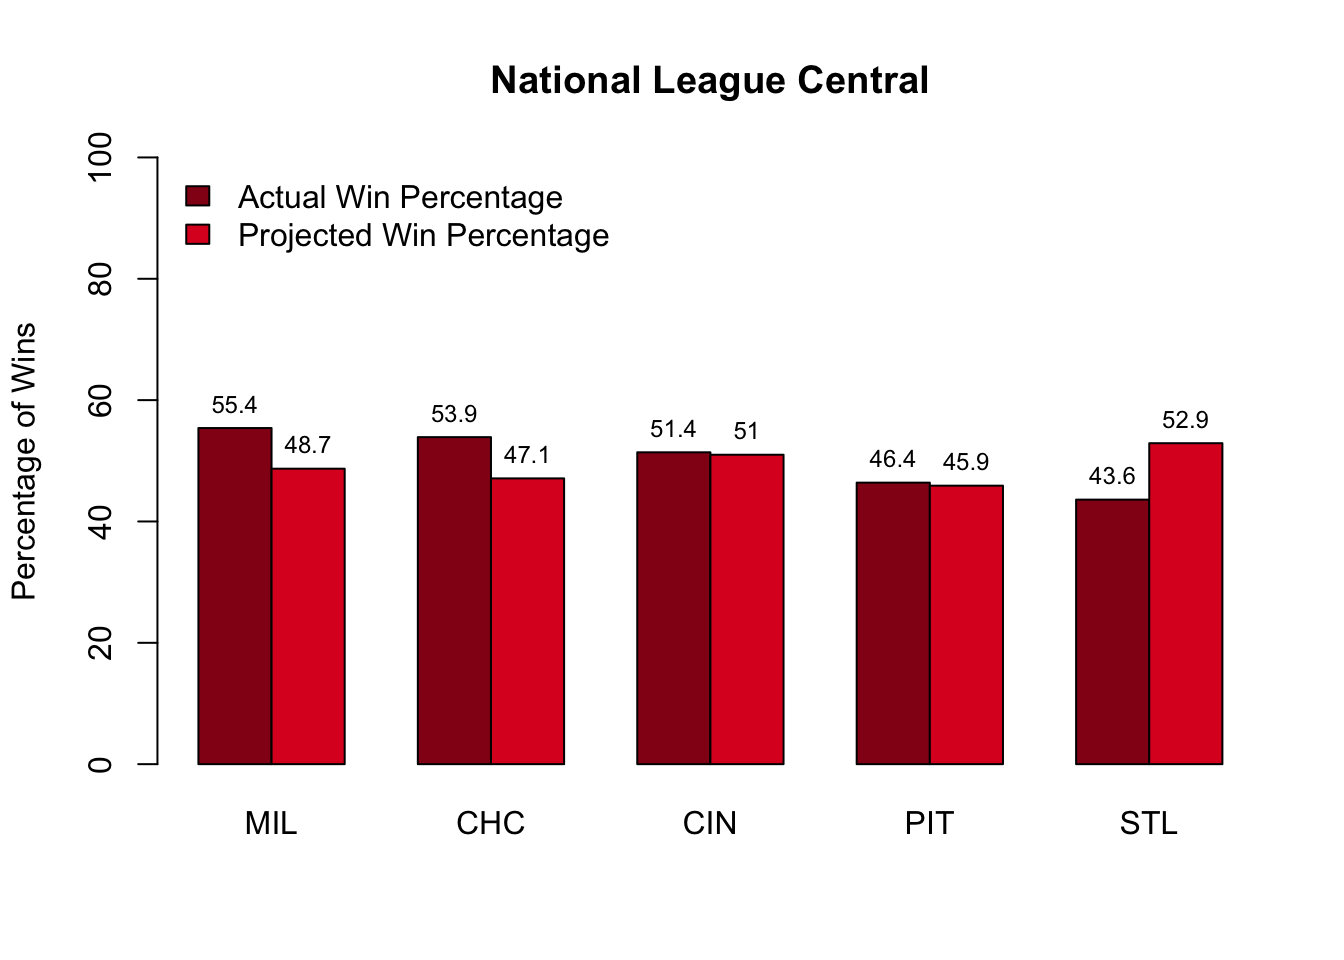 National League Central
Actual Win Percentage
Projected Win Percentage
Percentage of Wins
100
80
60
40
20
0
55.4
48.7
53.9
47.1
51.4
51
46.4
45.9
43.6
52.9
MIL
CHC
CIN
PIT
STL